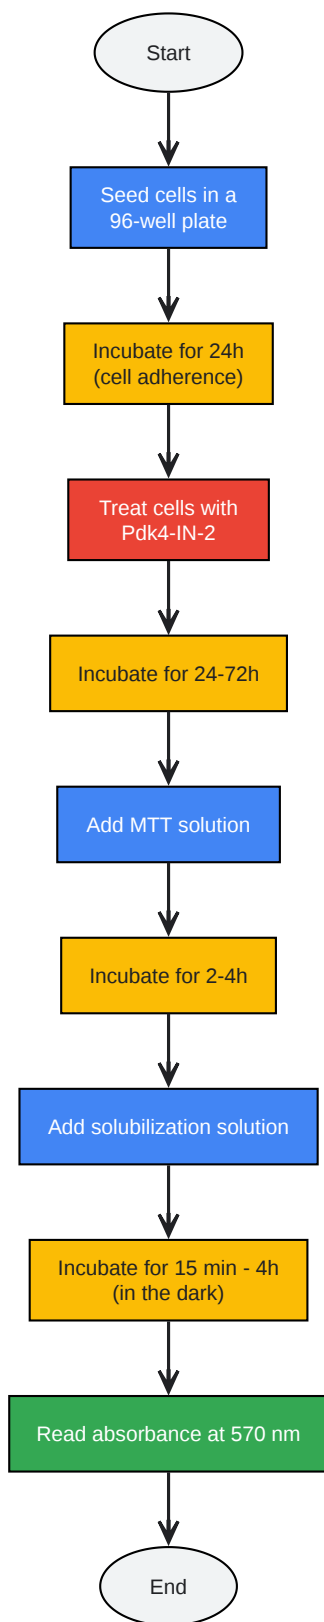 Start
Seed cells in a
96-well plate
Incubate for 24h
(cell adherence)
Treat cells with
Pdk4-IN-2
Incubate for 24-72h
Add MTT solution
Incubate for 2-4h
Add solubilization solution
Incubate for 15 min - 4h
(in the dark)
Read absorbance at 570 nm
End